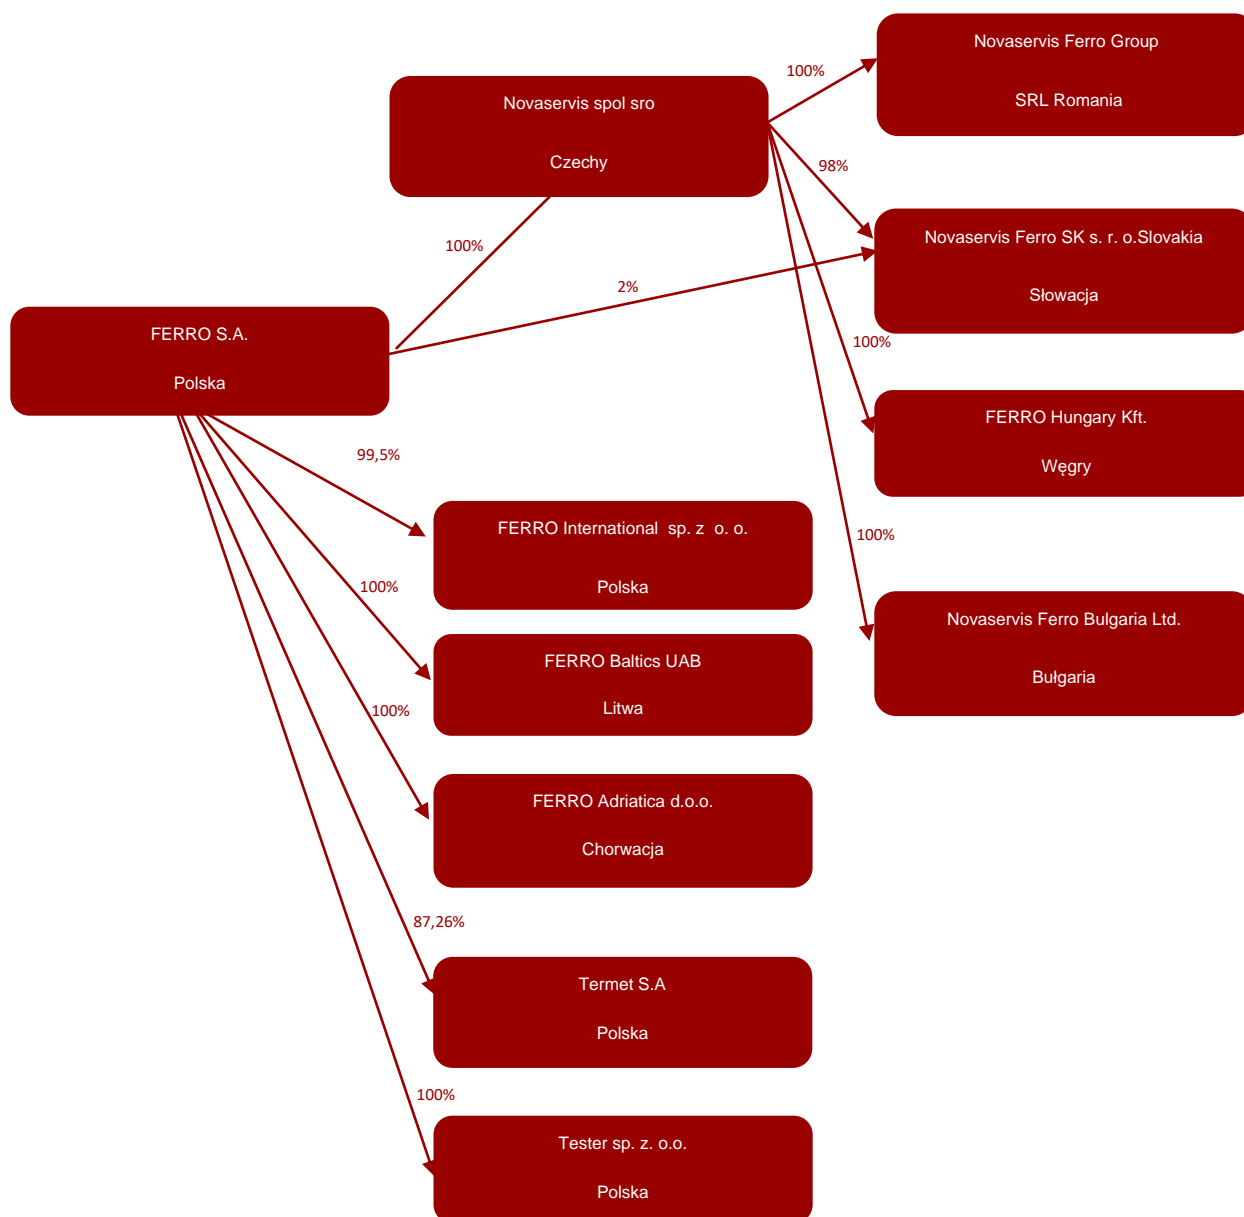 Novaservis Ferro Group
SRL Romania
100%
Novaservis spol sro
Czechy
98%
Novaservis Ferro SK s. r. o.Slovakia
Słowacja
100%
2%
FERRO S.A.
Polska
100%
FERRO Hungary Kft.
Węgry
99,5%
FERRO International  sp. z  o. o.
Polska
100%
Novaservis Ferro Bulgaria Ltd.
Bułgaria
100%
FERRO Baltics UAB
Litwa
100%
FERRO Adriatica d.o.o.
Chorwacja
87,26%
Termet S.A
Polska
100%
Tester sp. z. o.o.
Polska